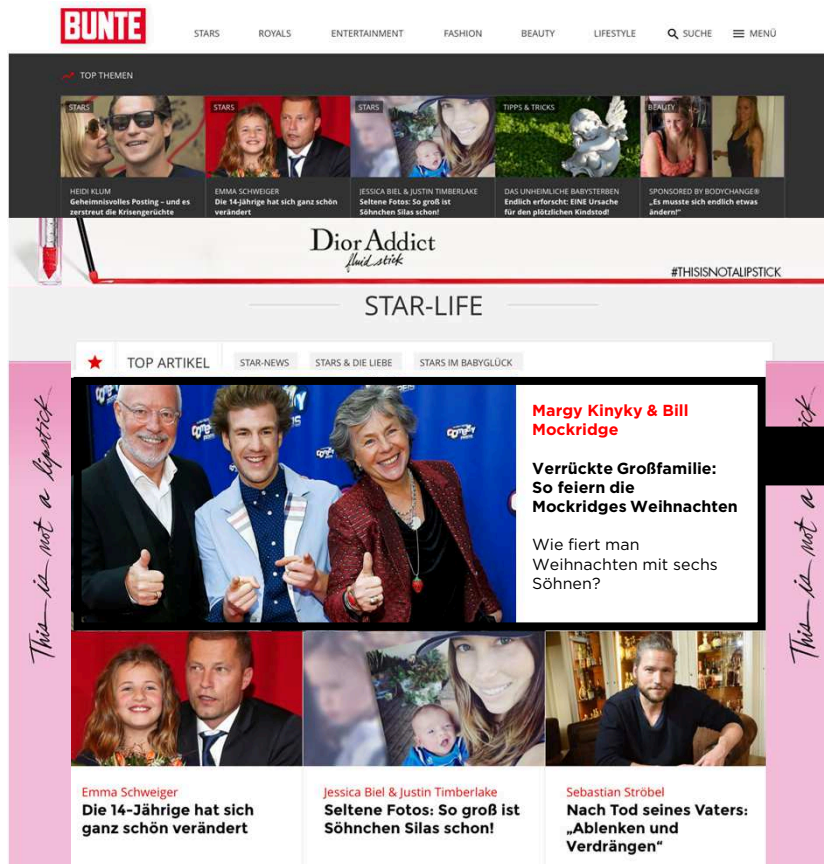 BUNTE
STARS ROYALS ENTERTAINMENT FASHION BEAUTY LIFESTYLE SUCHE MENÜ
TOP THEMEN
STARS
HEIDI KLUM
Geheimnisvolles Posting – und es
zerstreut die Krisengerüchte
STARS
EMMA SCHWEIGER
Die 14-Jährige hat sich ganz schön
verändert
STARS
JESSICA BIEL & JUSTIN TIMBERLAKE
Seltene Fotos: So groß ist
Söhnchen Silas schon!
TIPPS & TRICKS
DAS UNHEIMLICHE BABYSTERBEN
Endlich erforscht: EINE Ursache
für den plötzlichen Kindstod!
BEAUTY
SPONSORED BY BODYCHANGE®
„Es musste sich endlich etwas
ändern!"
Dior Addict
fluid stick
#THISISNOTALIPSTICK
STAR-LIFE
TOP ARTIKEL STAR-NEWS STARS & DIE LIEBE STARS IM BABYGLÜCK
This is not a lipstick
Margy Kinyky & Bill
Mockridge
Verrückte Großfamilie:
So feiern die
Mockridges Weihnachten
Wie fiert man
Weihnachten mit sechs
Söhnen?
This is not a
Emma Schweiger
Die 14-Jährige hat sich
ganz schön verändert
Jessica Biel & Justin Timberlake
Seltene Fotos: So groß ist
Söhnchen Silas schon!
Sebastian Ströbel
Nach Tod seines Vaters:
„Ablenken und
Verdrängen“